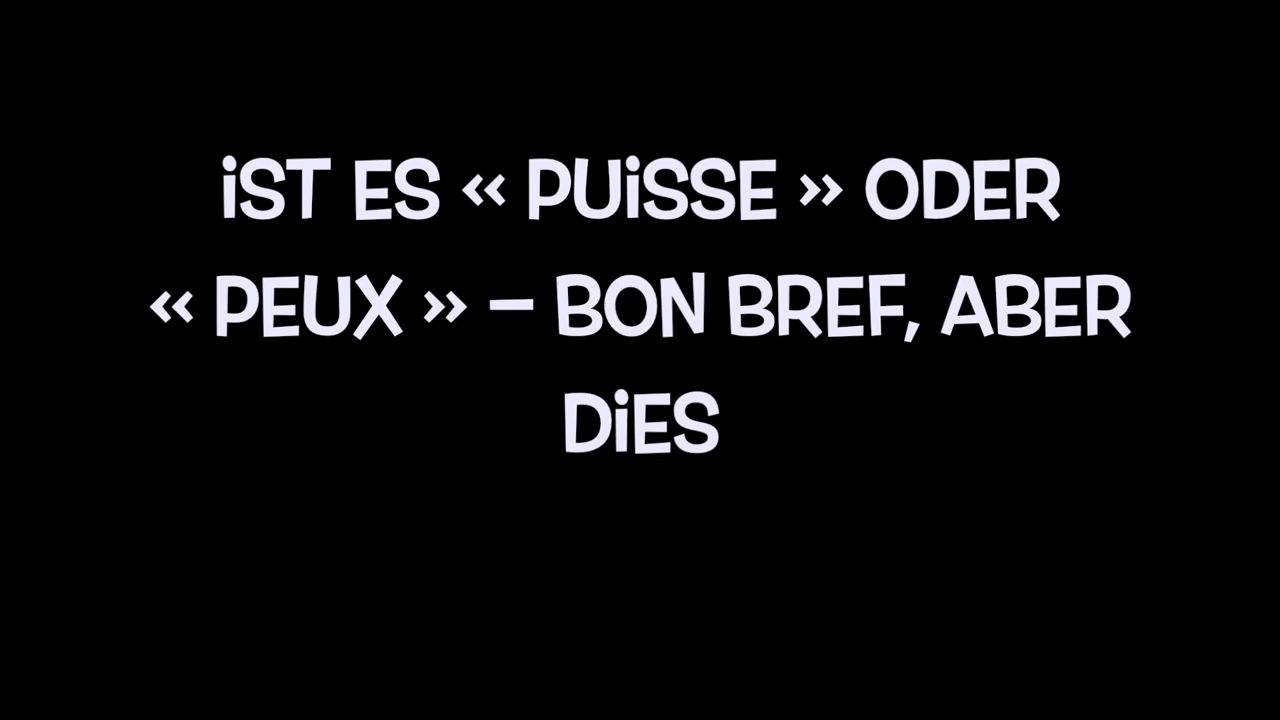 iST ES « PUiSSE » ODER
« PEUX » – BON BREF, ABER
DiES